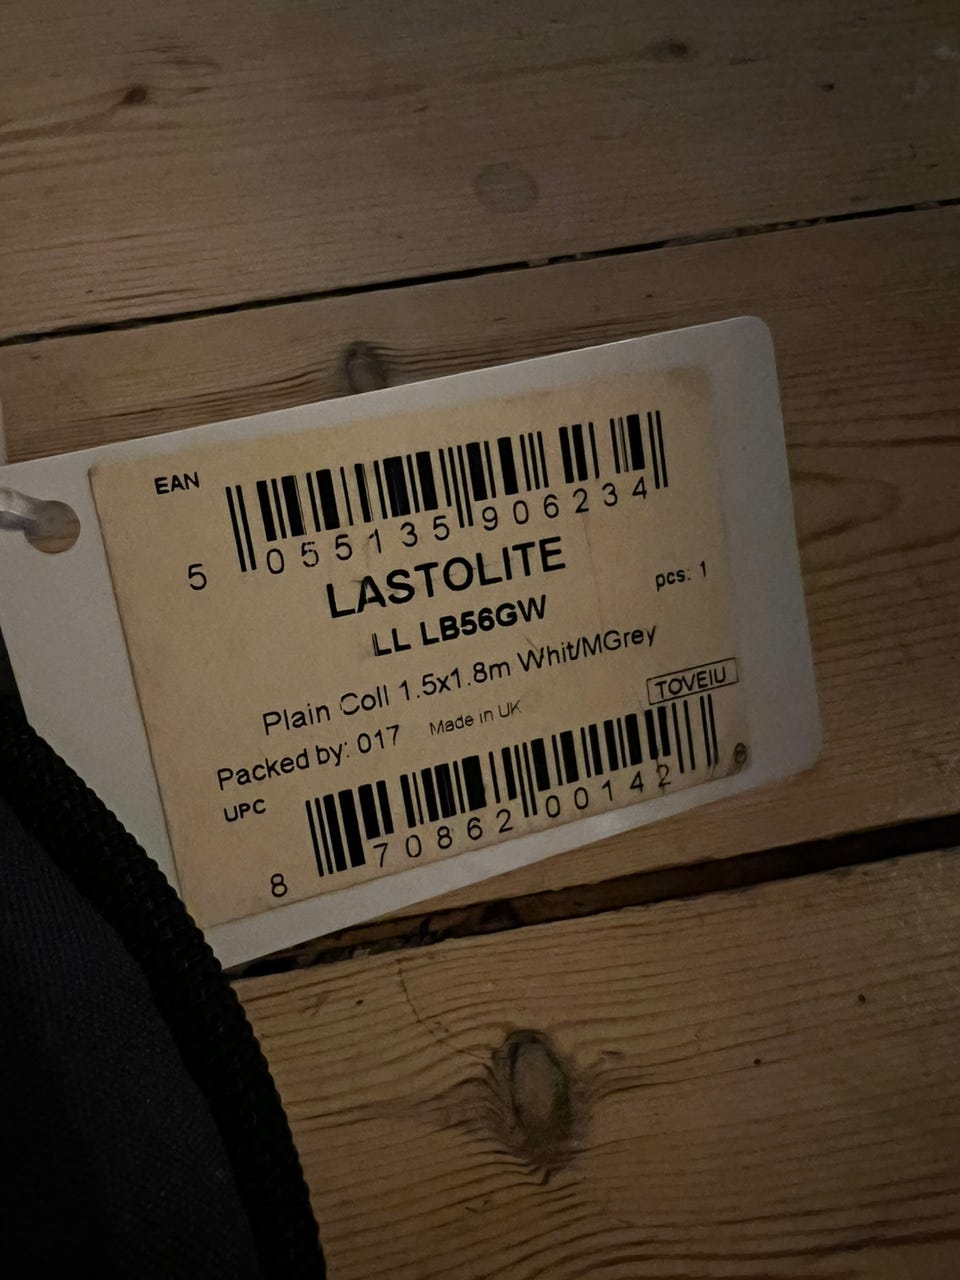 EAN
5 055135 906234
LASTOLITE
LL LB56GW
pcs: 1
Plain Coll 1.5x1.8m Whit/MGrey
TOVEIU
Packed by: 017 Made in UK
UPC
8 70862 00142 8